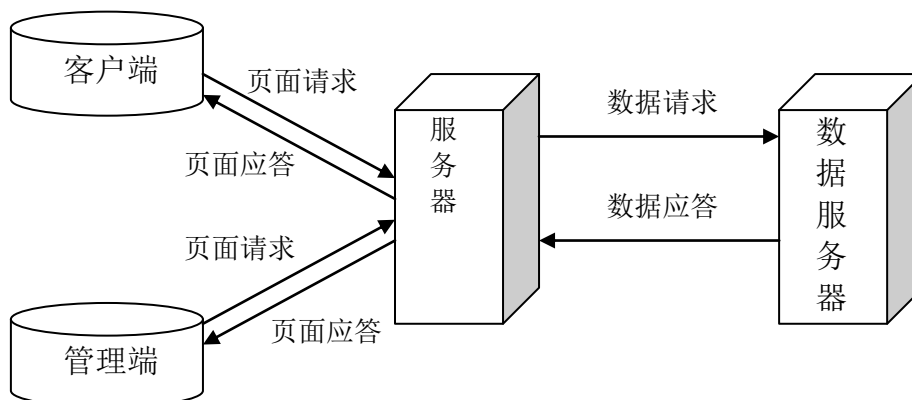 客户端
页面请求
页面应答
服务器
数据请求
数据应答
数据服务器
页面请求
页面应答
管理端